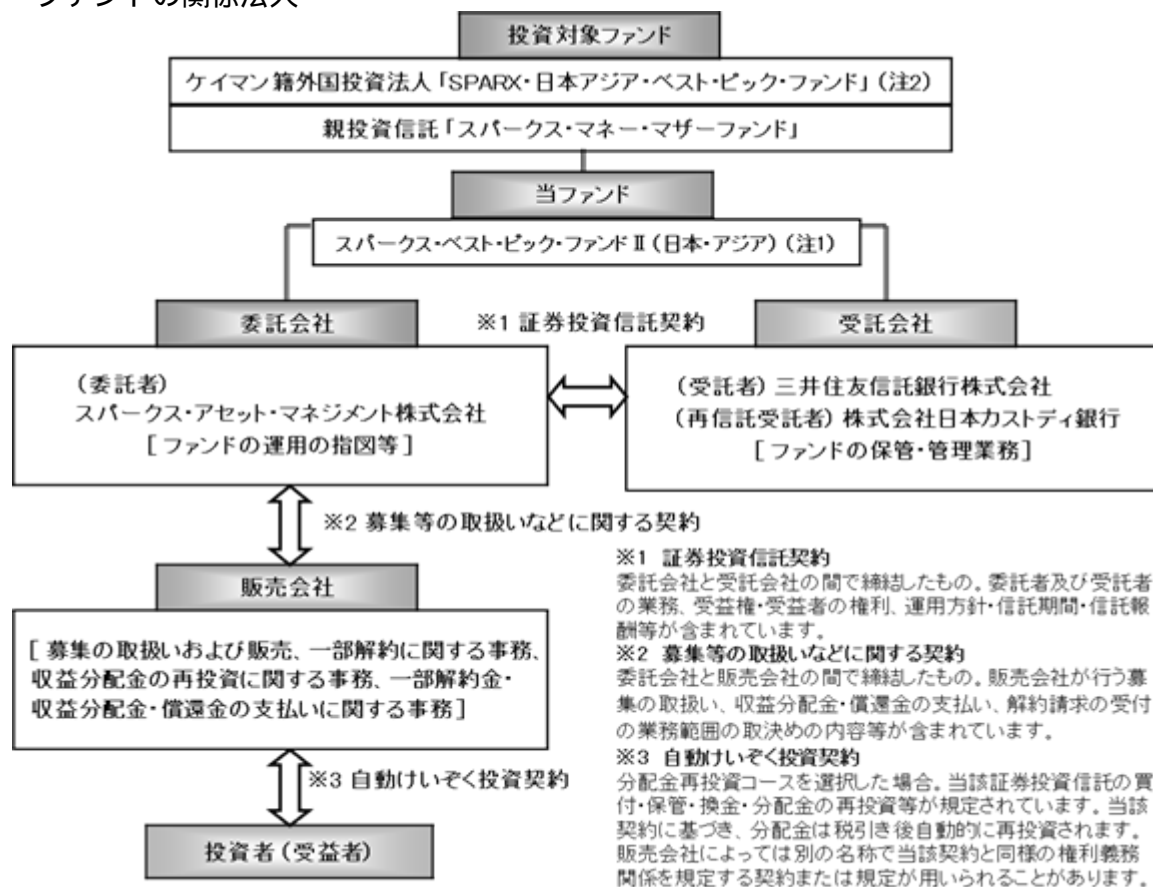 ファンドの関係法人
投資対象ファンド
ケイマン籍外国投資法人「SPARX・日本アジア・ベスト・ピック・ファンド」(注2)
親投資信託「スパークス・マネー・マザーファンド」
当ファンド
スパークス・ベスト・ピック・ファンドⅡ(日本・アジア)(注1)
委託会社
※1 証券投資信託契約
受託会社
(委託者)
スパークス・アセット・マネジメント株式会社
[ファンドの運用の指図等]
(受託者)三井住友信託銀行株式会社
(再信託受託者)株式会社日本カストディ銀行
[ファンドの保管・管理業務]
※2 募集等の取扱いなどに関する契約
販売会社
[募集の取扱いおよび販売、一部解約に関する事務、
収益分配金の再投資に関する事務、一部解約金・
収益分配金・償還金の支払いに関する事務]
※3 自動けいぞく投資契約
投資者(受益者)
※1 証券投資信託契約
委託会社と受託会社の間で締結したもの。委託者及び受託者
の業務、受益権・受益者の権利、運用方針・信託期間・信託報
酬等が含まれています。
※2 募集等の取扱いなどに関する契約
委託会社と販売会社の間で締結したもの。販売会社が行う募
集の取扱い、収益分配金・償還金の支払い、解約請求の受付
の業務範囲の取決めの内容等が含まれています。
※3 自動けいぞく投資契約
分配金再投資コースを選択した場合。当該証券投資信託の買
付・保管・換金・分配金の再投資等が規定されています。当該
契約に基づき、分配金は税引き後自動的に再投資されます。
販売会社によっては別の名称で当該契約と同様の権利義務
関係を規定する契約または規定が用いられることがあります。